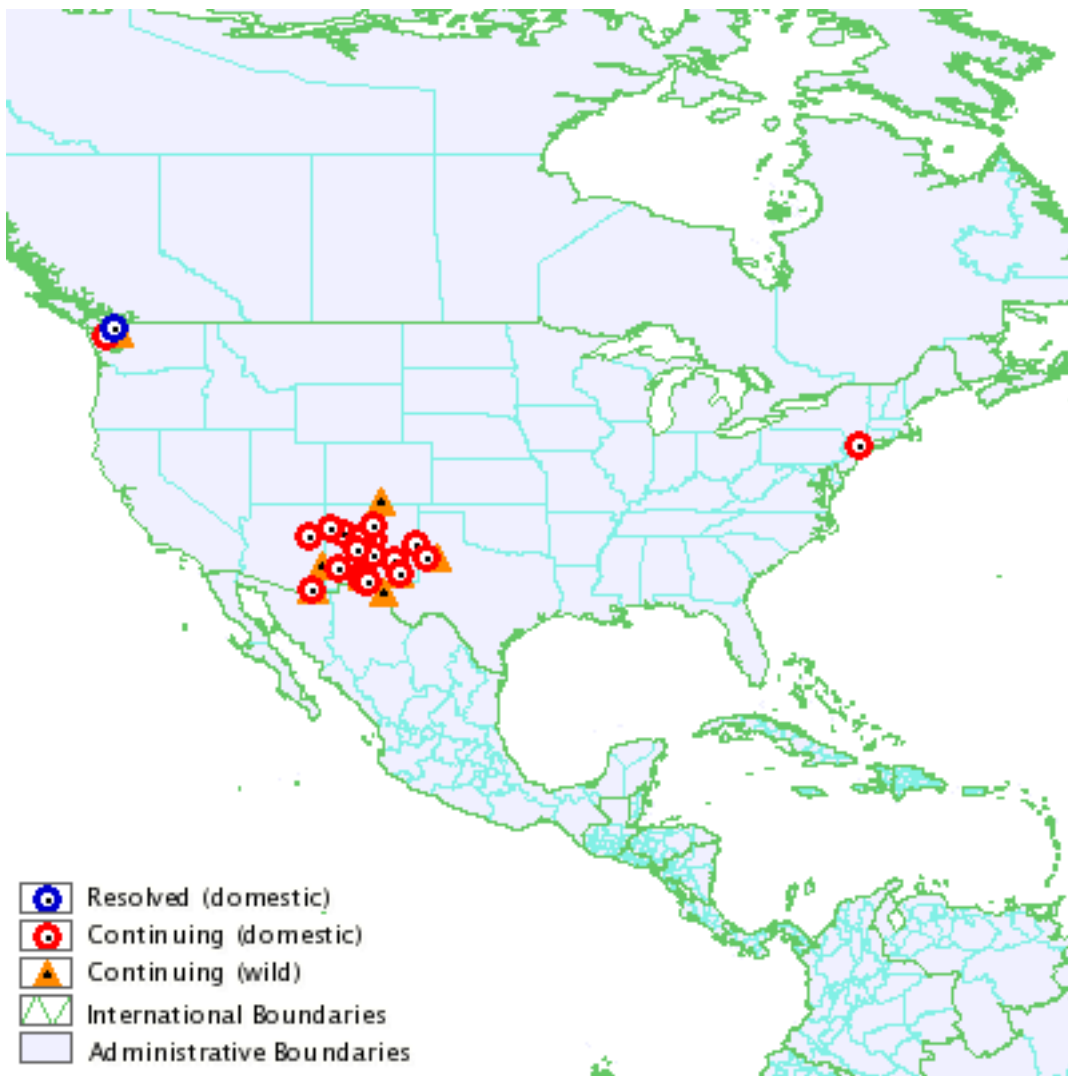 Resolved (domestic)
Continuing (domestic)
Continuing (wild)
International Boundaries
Administrative Boundaries